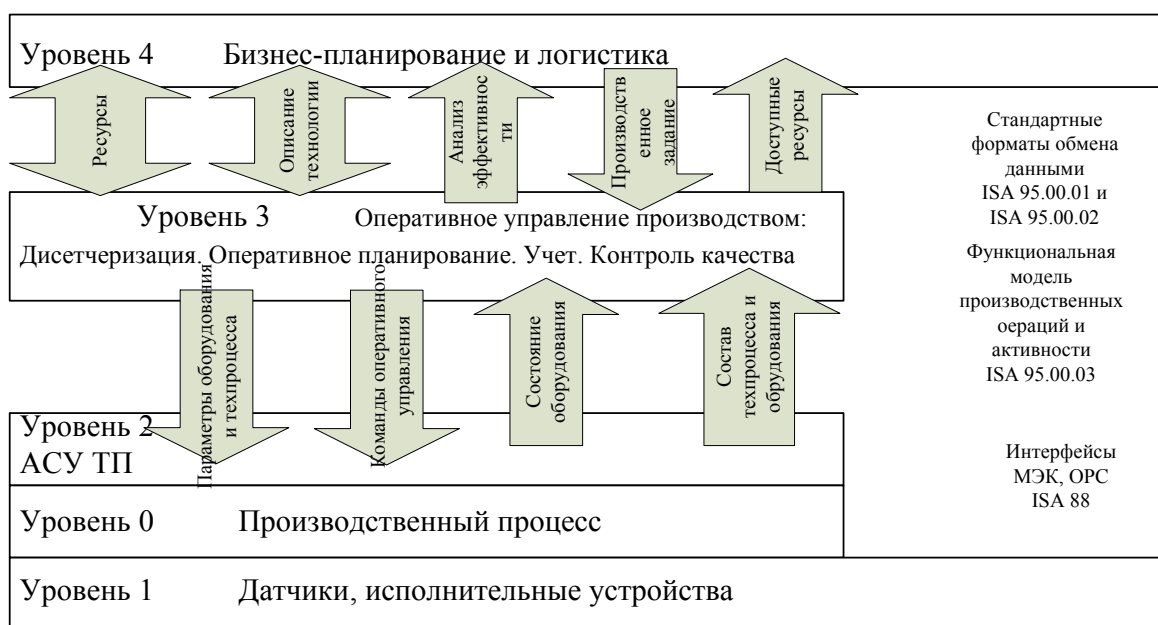 Уровень 4 Бизнес-планирование и логистика
Ресурсы
Описание
технологии
Анализ
эффективнос
ти
Производств
енное
задание
Доступные
ресурсы
Стандартные
форматы обмена
данными
ISA 95.00.01 и
ISA 95.00.02
Уровень 3 Оперативное управление производством:
Дисетчеризация. Оперативное планирование. Учет. Контроль качества
Функциональная
модель
производственных
оераций и
активности
ISA 95.00.03
Параметры оборудования
и техпроцесса
Команды оперативного
управления
Состояние
оборудования
Состав
техпроцесса и
обрудования
Уровень 2
АСУ ТП
Интерфейсы
МЭК, ОРС
ISA 88
Уровень 0 Производственный процесс
Уровень 1 Датчики, исполнительные устройства